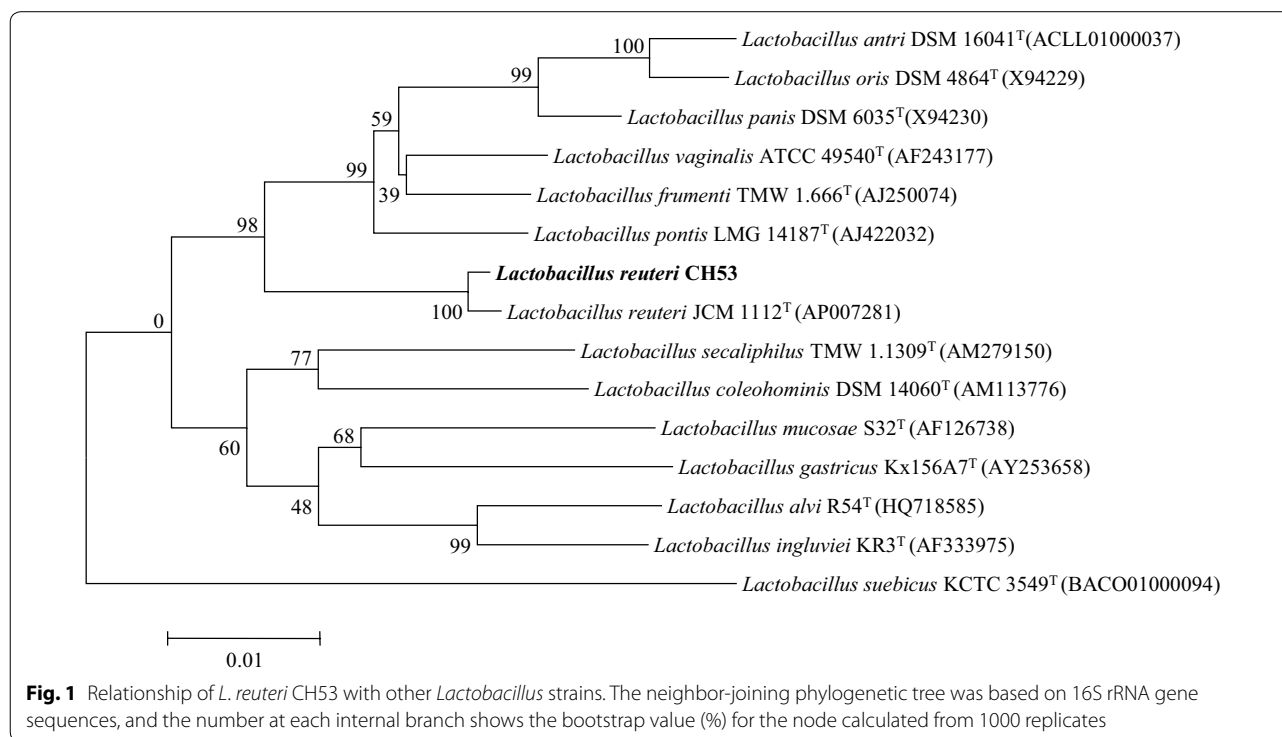 100 Lactobacillus antri DSM 16041ᵀ(ACLL01000037)
99 Lactobacillus oris DSM 4864ᵀ(X94229)
59 Lactobacillus panis DSM 6035ᵀ(X94230)
Lactobacillus vaginalis ATCC 49540ᵀ(AF243177)
99
39 Lactobacillus frumenti TMW 1.666ᵀ(AJ250074)
98 Lactobacillus pontis LMG 14187ᵀ(AJ422032)
Lactobacillus reuteri CH53
0 100 Lactobacillus reuteri JCM 1112ᵀ(AP007281)
77 Lactobacillus secaliphilus TMW 1.1309ᵀ(AM279150)
Lactobacillus coleohominis DSM 14060ᵀ(AM113776)
60 68 Lactobacillus mucosae S32ᵀ(AF126738)
Lactobacillus gastricus Kx156A7ᵀ(AY253658)
48 Lactobacillus alvi R54ᵀ(HQ718585)
99 Lactobacillus ingluviei KR3ᵀ(AF333975)
Lactobacillus suebicus KCTC 3549ᵀ(BACO01000094)
0.01
Fig. 1 Relationship of L. reuteri CH53 with other Lactobacillus strains. The neighbor-joining phylogenetic tree was based on 16S rRNA gene
sequences, and the number at each internal branch shows the bootstrap value (%) for the node calculated from 1000 replicates